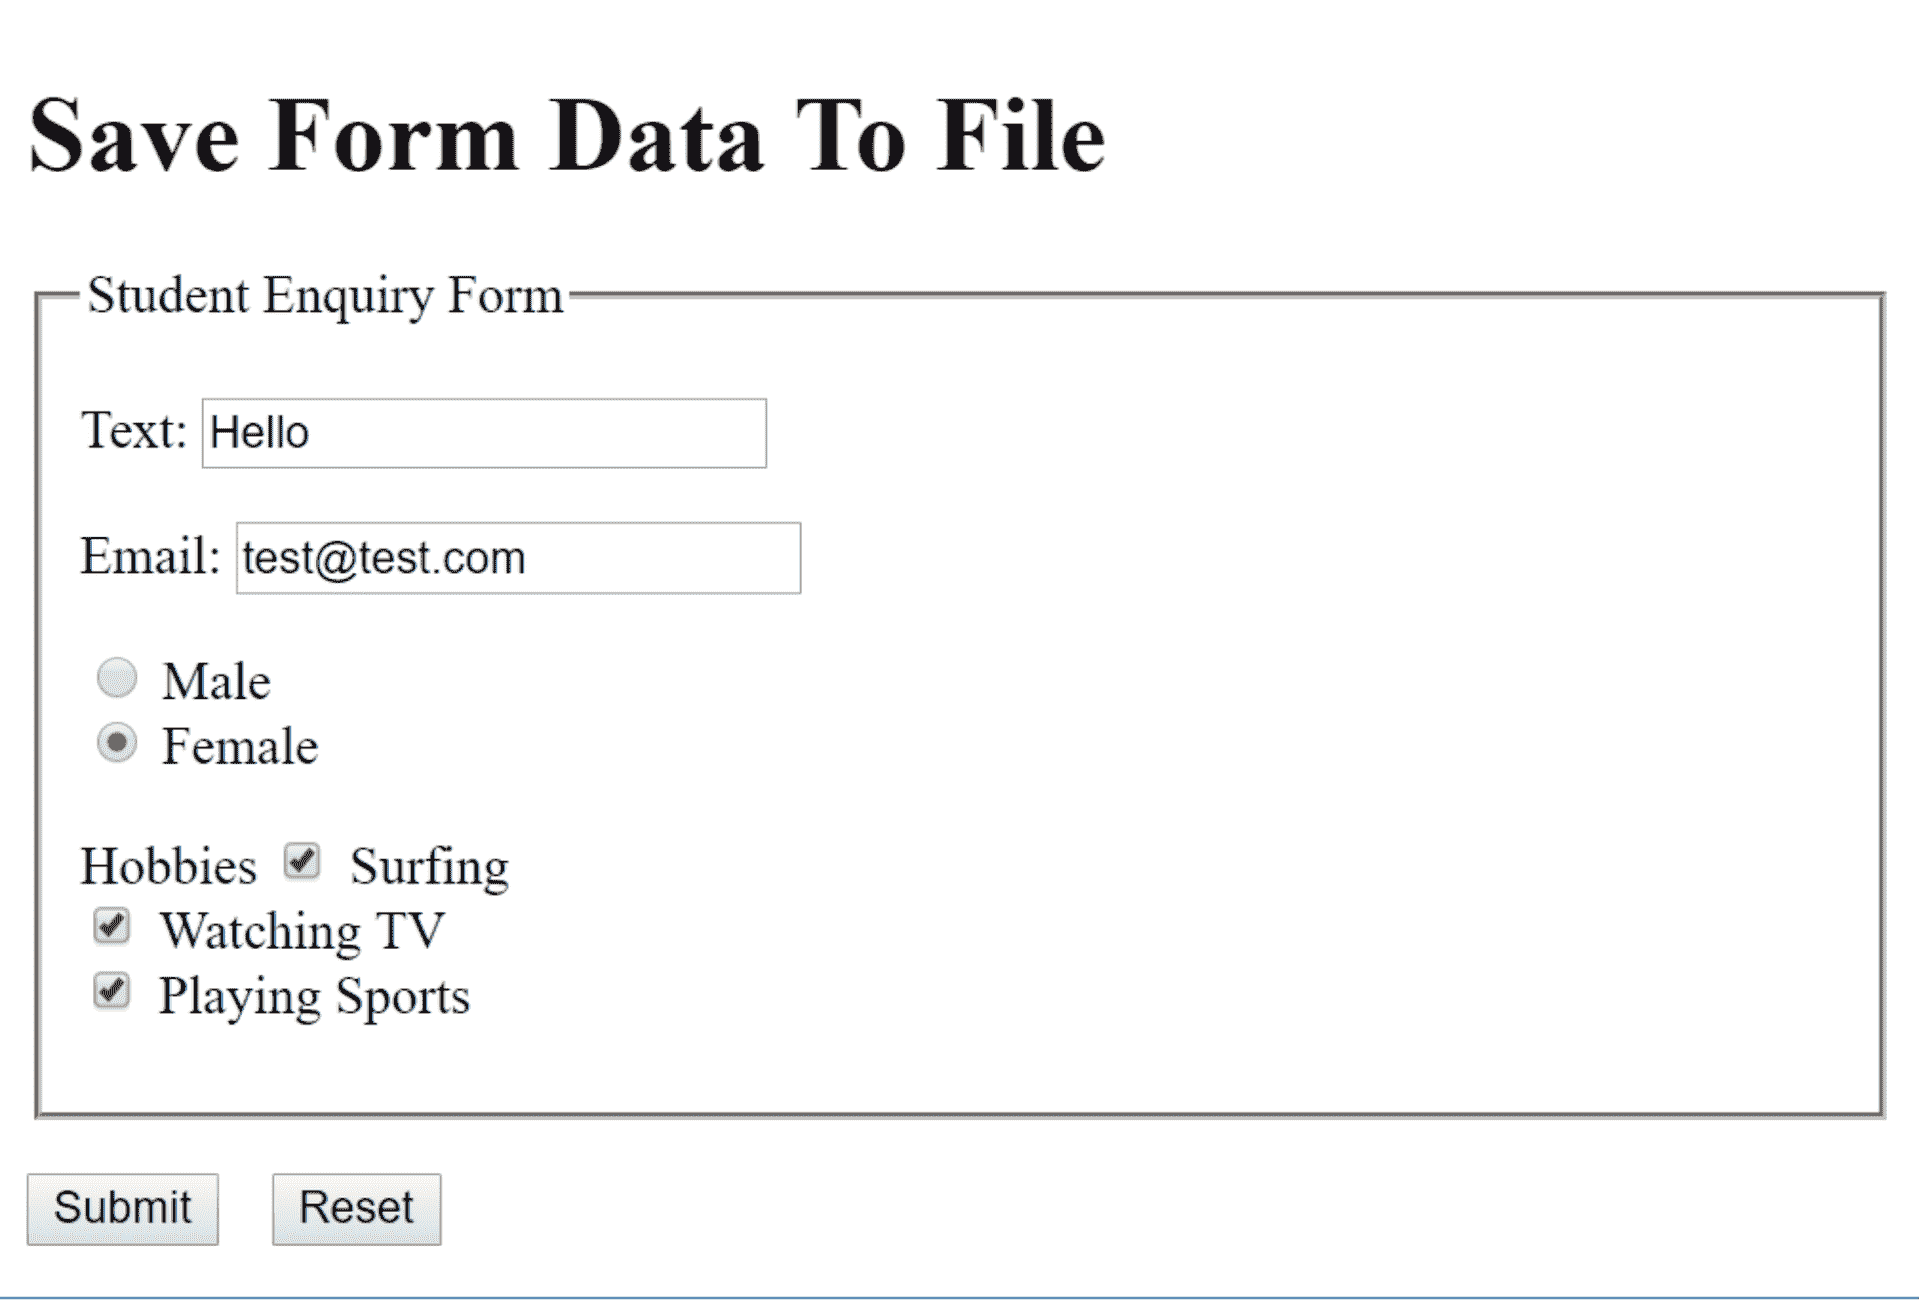 Save Form Data To File
Student Enquiry Form
Text: Hello
Email: test@test.com
Male
Female
Hobbies Surfing
Watching TV
Playing Sports
Submit Reset